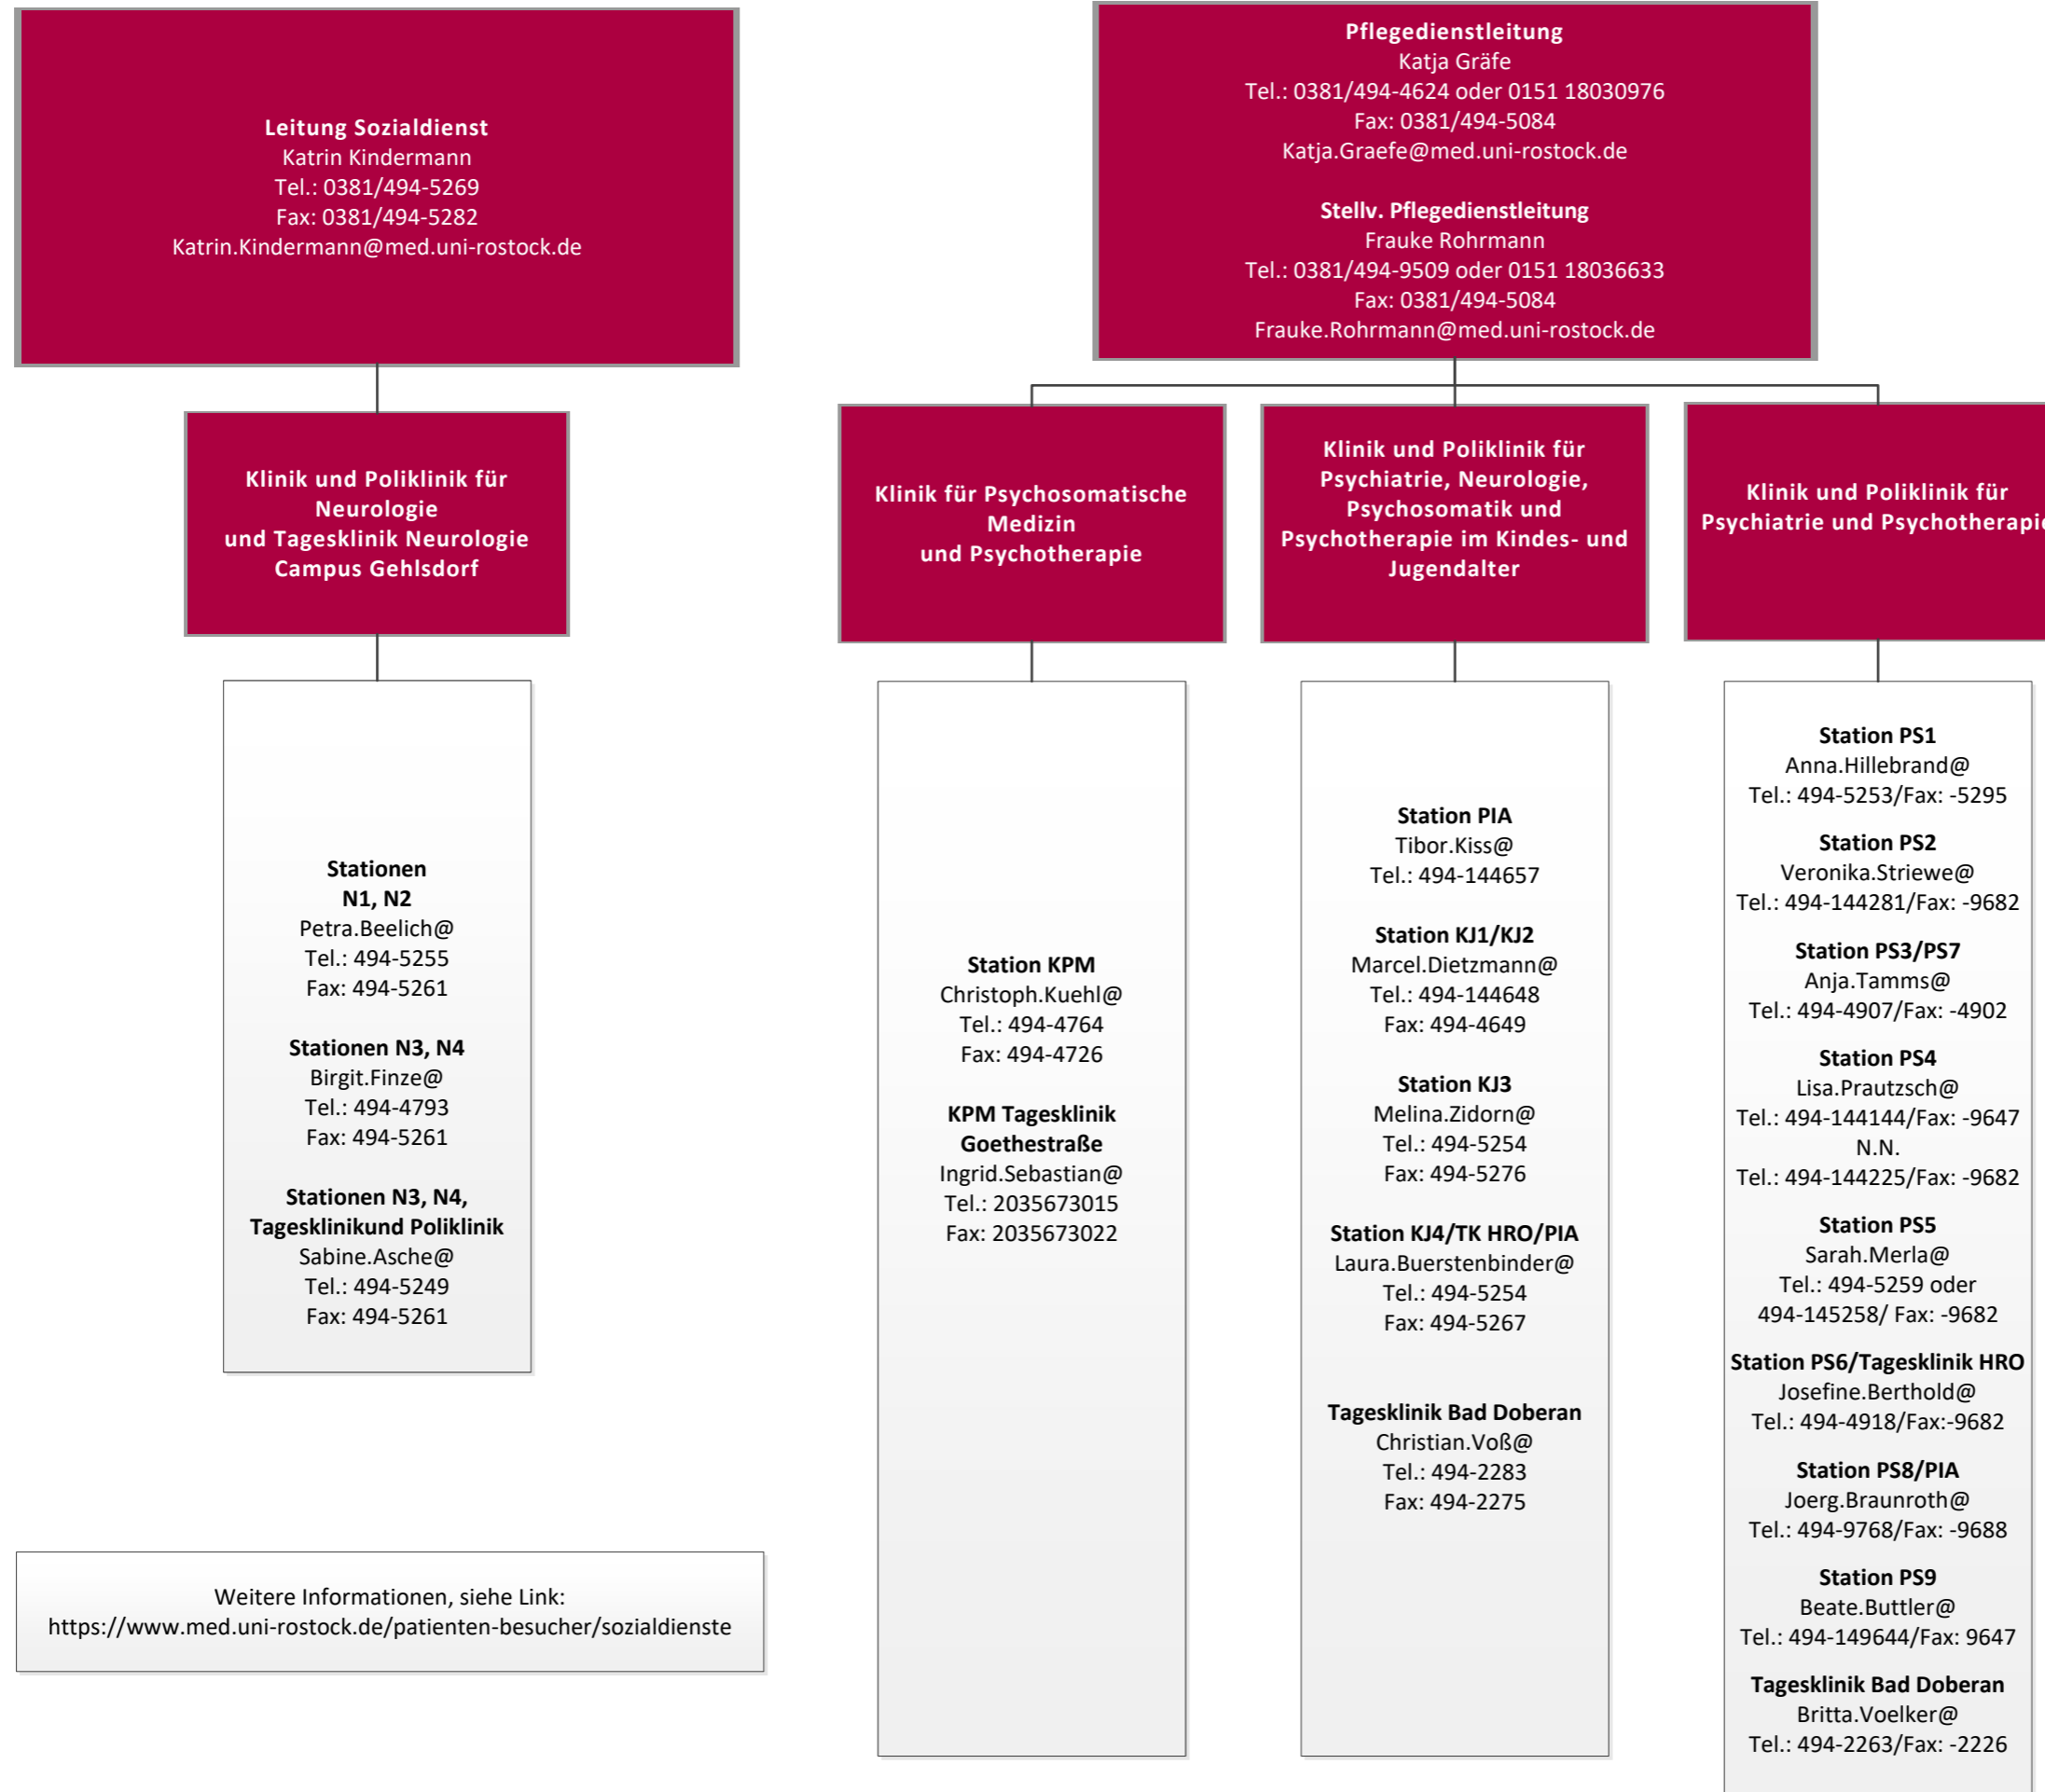 Leitung Sozialdienst
Katrin Kindermann
Tel.: 0381/494-5269
Fax: 0381/494-5282
Katrin.Kindermann@med.uni-rostock.de
Pflegedienstleitung
Katja Gräfe
Tel.: 0381/494-4624 oder 0151 18030976
Fax: 0381/494-5084
Katja.Graefe@med.uni-rostock.de
Stellv. Pflegedienstleitung
Frauke Rohrmann
Tel.: 0381/494-9509 oder 0151 18036633
Fax: 0381/494-5084
Frauke.Rohrmann@med.uni-rostock.de
Klinik und Poliklinik für
Neurologie
und Tagesklinik Neurologie
Campus Gehlsdorf
Klinik für Psychosomatische
Medizin
und Psychotherapie
Klinik und Poliklinik für
Psychiatrie, Neurologie,
Psychosomatik und
Psychotherapie im Kindes- und
Jugendalter
Klinik und Poliklinik für
Psychiatrie und Psychotherapie
Stationen
N1, N2
Petra.Beelich@
Tel.: 494-5255
Fax: 494-5261
Stationen N3, N4
Birgit.Finze@
Tel.: 494-4793
Fax: 494-5261
Stationen N3, N4,
Tagesklinikund Poliklinik
Sabine.Asche@
Tel.: 494-5249
Fax: 494-5261
Station KPM
Christoph.Kuehl@
Tel.: 494-4764
Fax: 494-4726
KPM Tagesklinik
Goethestraße
Ingrid.Sebastian@
Tel.: 2035673015
Fax: 2035673022
Station PIA
Tibor.Kiss@
Tel.: 494-144657
Station KJ1/KJ2
Marcel.Dietzmann@
Tel.: 494-144648
Fax: 494-4649
Station KJ3
Melina.Zidorn@
Tel.: 494-5254
Fax: 494-5276
Station KJ4/TK HRO/PIA
Laura.Buerstenbinder@
Tel.: 494-5254
Fax: 494-5267
Tagesklinik Bad Doberan
Christian.Voß@
Tel.: 494-2283
Fax: 494-2275
Station PS1
Anna.Hillebrand@
Tel.: 494-5253/Fax: -5295
Station PS2
Veronika.Striewe@
Tel.: 494-144281/Fax: -9682
Station PS3/PS7
Anja.Tamms@
Tel.: 494-4907/Fax: -4902
Station PS4
Lisa.Prautzsch@
Tel.: 494-144144/Fax: -9647
N.N.
Tel.: 494-144225/Fax: -9682
Station PS5
Sarah.Merla@
Tel.: 494-5259 oder
494-145258/ Fax: -9682
Station PS6/Tagesklinik HRO
Josefine.Berthold@
Tel.: 494-4918/Fax:-9682
Station PS8/PIA
Joerg.Braunroth@
Tel.: 494-9768/Fax: -9688
Station PS9
Beate.Buttler@
Tel.: 494-149644/Fax: 9647
Tagesklinik Bad Doberan
Britta.Voelker@
Tel.: 494-2263/Fax: -2226
Weitere Informationen, siehe Link:
https://www.med.uni-rostock.de/patienten-besucher/sozialdienste